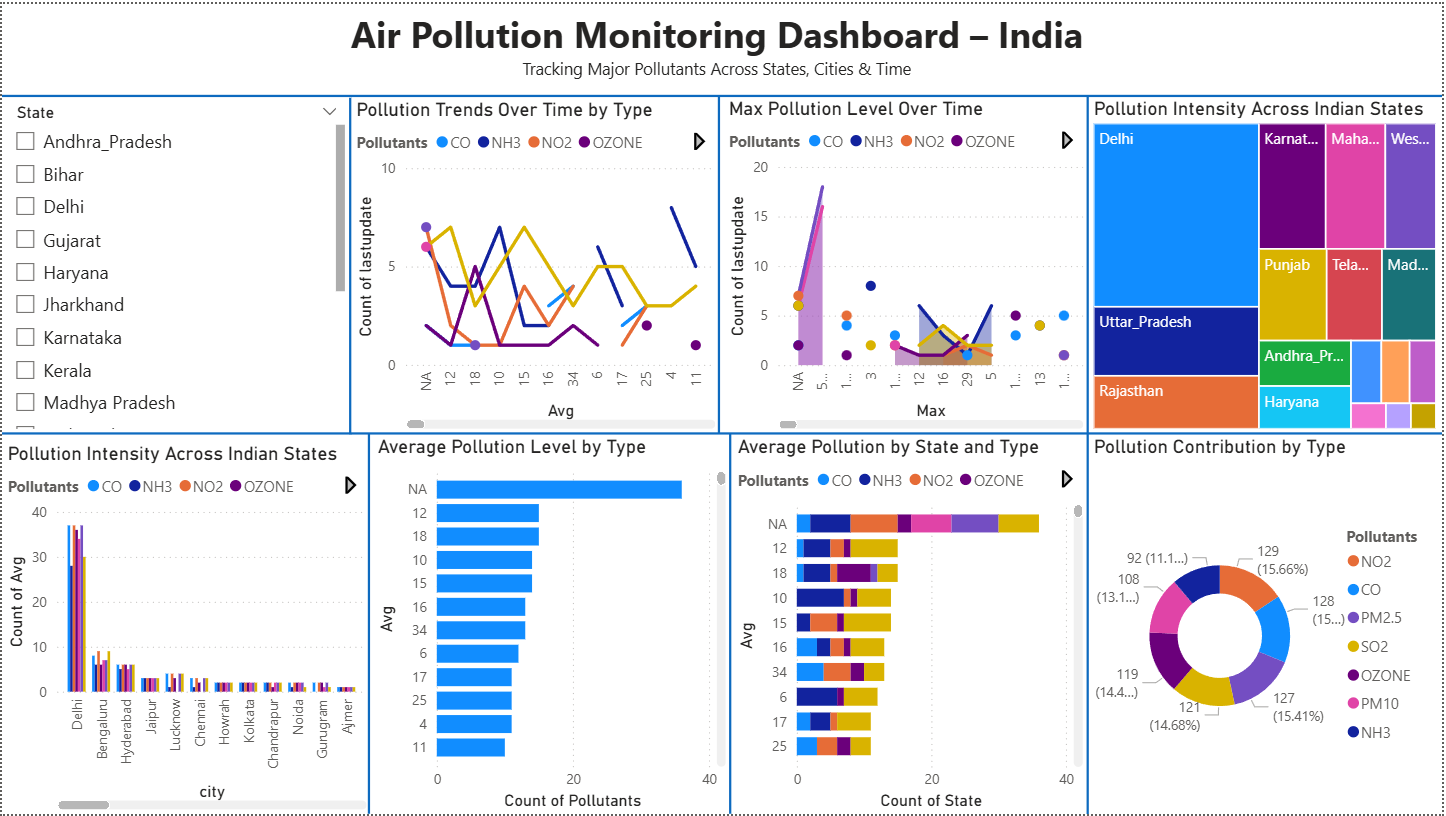 Air Pollution Monitoring Dashboard – India
Tracking Major Pollutants Across States, Cities & Time
State
Andhra_Pradesh
Bihar
Delhi
Gujarat
Haryana
Jharkhand
Karnataka
Kerala
Madhya Pradesh
Pollution Trends Over Time by Type
Pollutants CO NH3 NO2 OZONE
Count of lastupdate
10
5
0
NA 12 18 10 15 16 34 6 17 25 4 11
Avg
Max Pollution Level Over Time
Pollutants CO NH3 NO2 OZONE
Count of lastupdate
20
15
10
5
0
NA 5... 1... 3 1... 12 16 29 5 1... 13 1...
Max
Pollution Intensity Across Indian States
Delhi
Uttar_Pradesh
Rajasthan
Karnat...
Maha...
Wes...
Punjab
Tela...
Mad...
Andhra_Pr...
Haryana
Pollution Intensity Across Indian States
Pollutants CO NH3 NO2 OZONE
Count of Avg
40
30
20
10
0
Delhi Bengaluru Hyderabad Jaipur Lucknow Chennai Howrah Kolkata Chandrapur Noida Gurugram Ajmer
city
Average Pollution Level by Type
Avg
NA
12
18
10
15
16
34
6
17
25
4
11
0 20 40
Count of Pollutants
Average Pollution by State and Type
Pollutants CO NH3 NO2 OZONE
Avg
NA
12
18
10
15
16
34
6
17
25
0 20 40
Count of State
Pollution Contribution by Type
129
(15.66%)
128
(15...)
127
(15.41%)
121
(14.68%)
119
(14.4...)
108
(13.1...)
92 (11.1...)
Pollutants
NO2
CO
PM2.5
SO2
OZONE
PM10
NH3